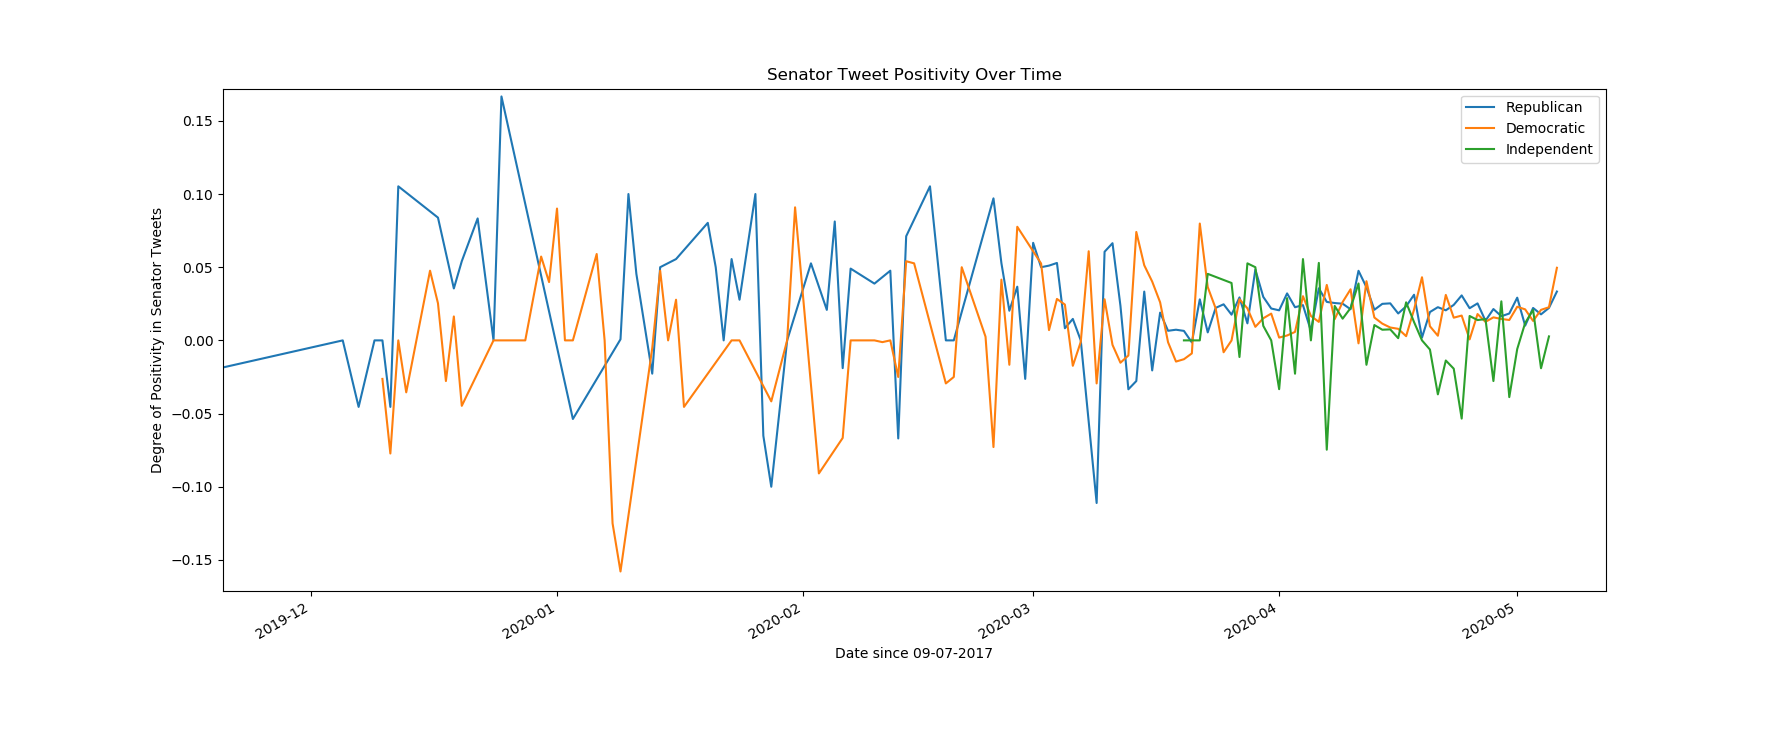 Senator Tweet Positivity Over Time
Republican
Democratic
Independent
Degree of Positivity in Senator Tweets
0.15
0.10
0.05
0.00
−0.05
−0.10
−0.15
2019-12
2020-01
2020-02
2020-03
2020-04
2020-05
Date since 09-07-2017